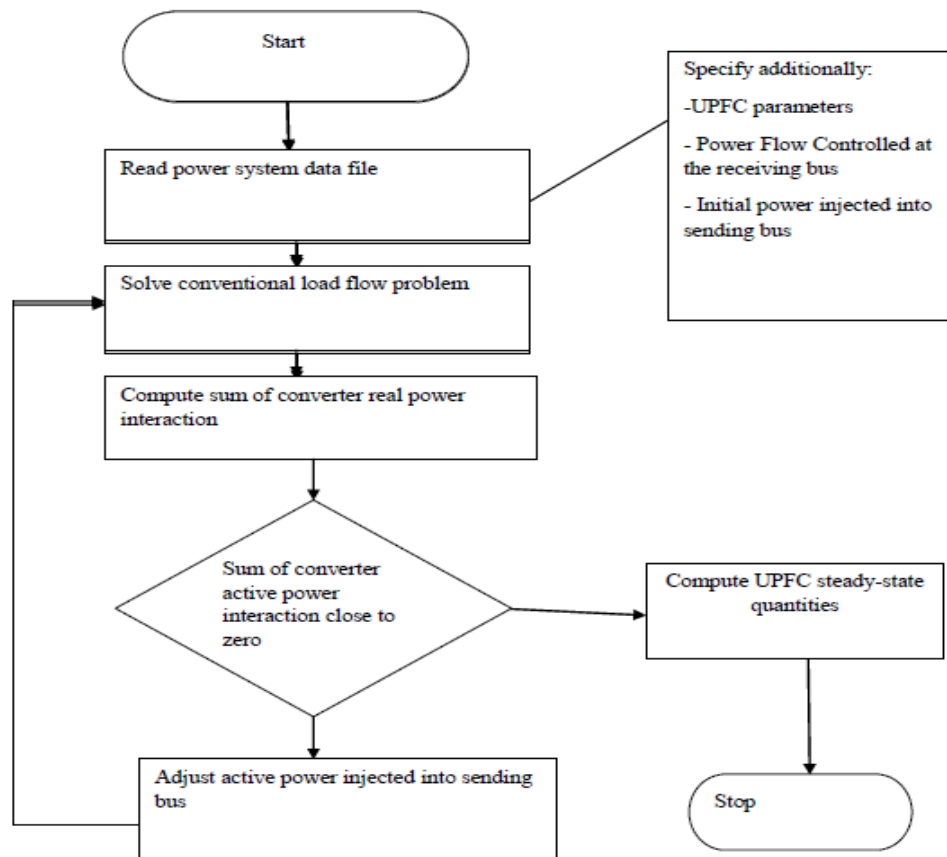 Start
Specify additionally:
-UPFC parameters
- Power Flow Controlled at
the receiving bus
- Initial power injected into
sending bus
Read power system data file
Solve conventional load flow problem
Compute sum of converter real power
interaction
Sum of converter
active power
interaction close to
zero
Compute UPFC steady-state
quantities
Adjust active power injected into sending
bus
Stop